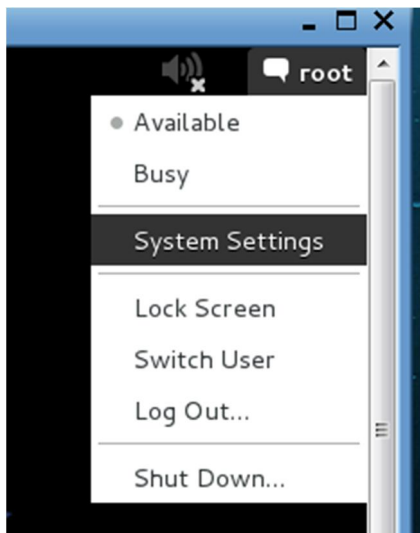 root
Available
Busy
System Settings
Lock Screen
Switch User
Log Out...
Shut Down...